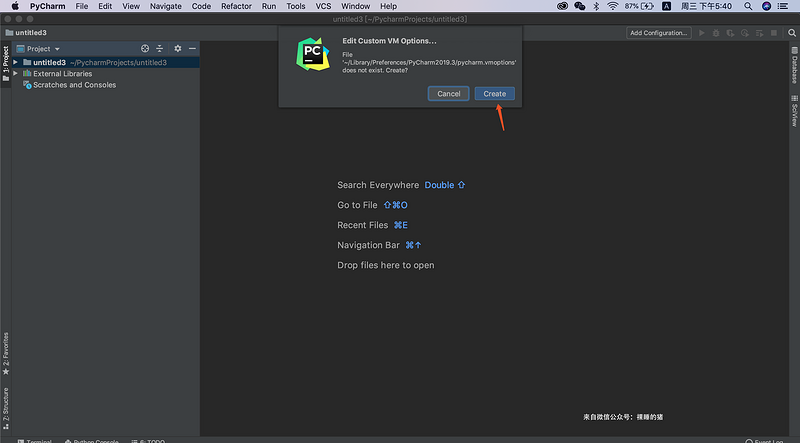 PyCharm File Edit View Navigate Code Refactor Run Tools VCS Window Help 87% A 周三 下午5:40
untitled3 [~/PycharmProjects/untitled3]
untitled3 Add Configuration...
1: Project
Project
untitled3 ~/PycharmProjects/untitled3
External Libraries
Scratches and Consoles
PC
Edit Custom VM Options...
File
'~/Library/Preferences/PyCharm2019.3/pycharm.vmoptions'
does not exist. Create?
Cancel Create
Database
SciView
Search Everywhere Double ⇧
Go to File ⇧⌘O
Recent Files ⌘E
Navigation Bar ⌘↑
Drop files here to open
2: Favorites
Z: Structure
来自微信公众号：裸睡的猪
Terminal Python Console 6: TODO Event Log